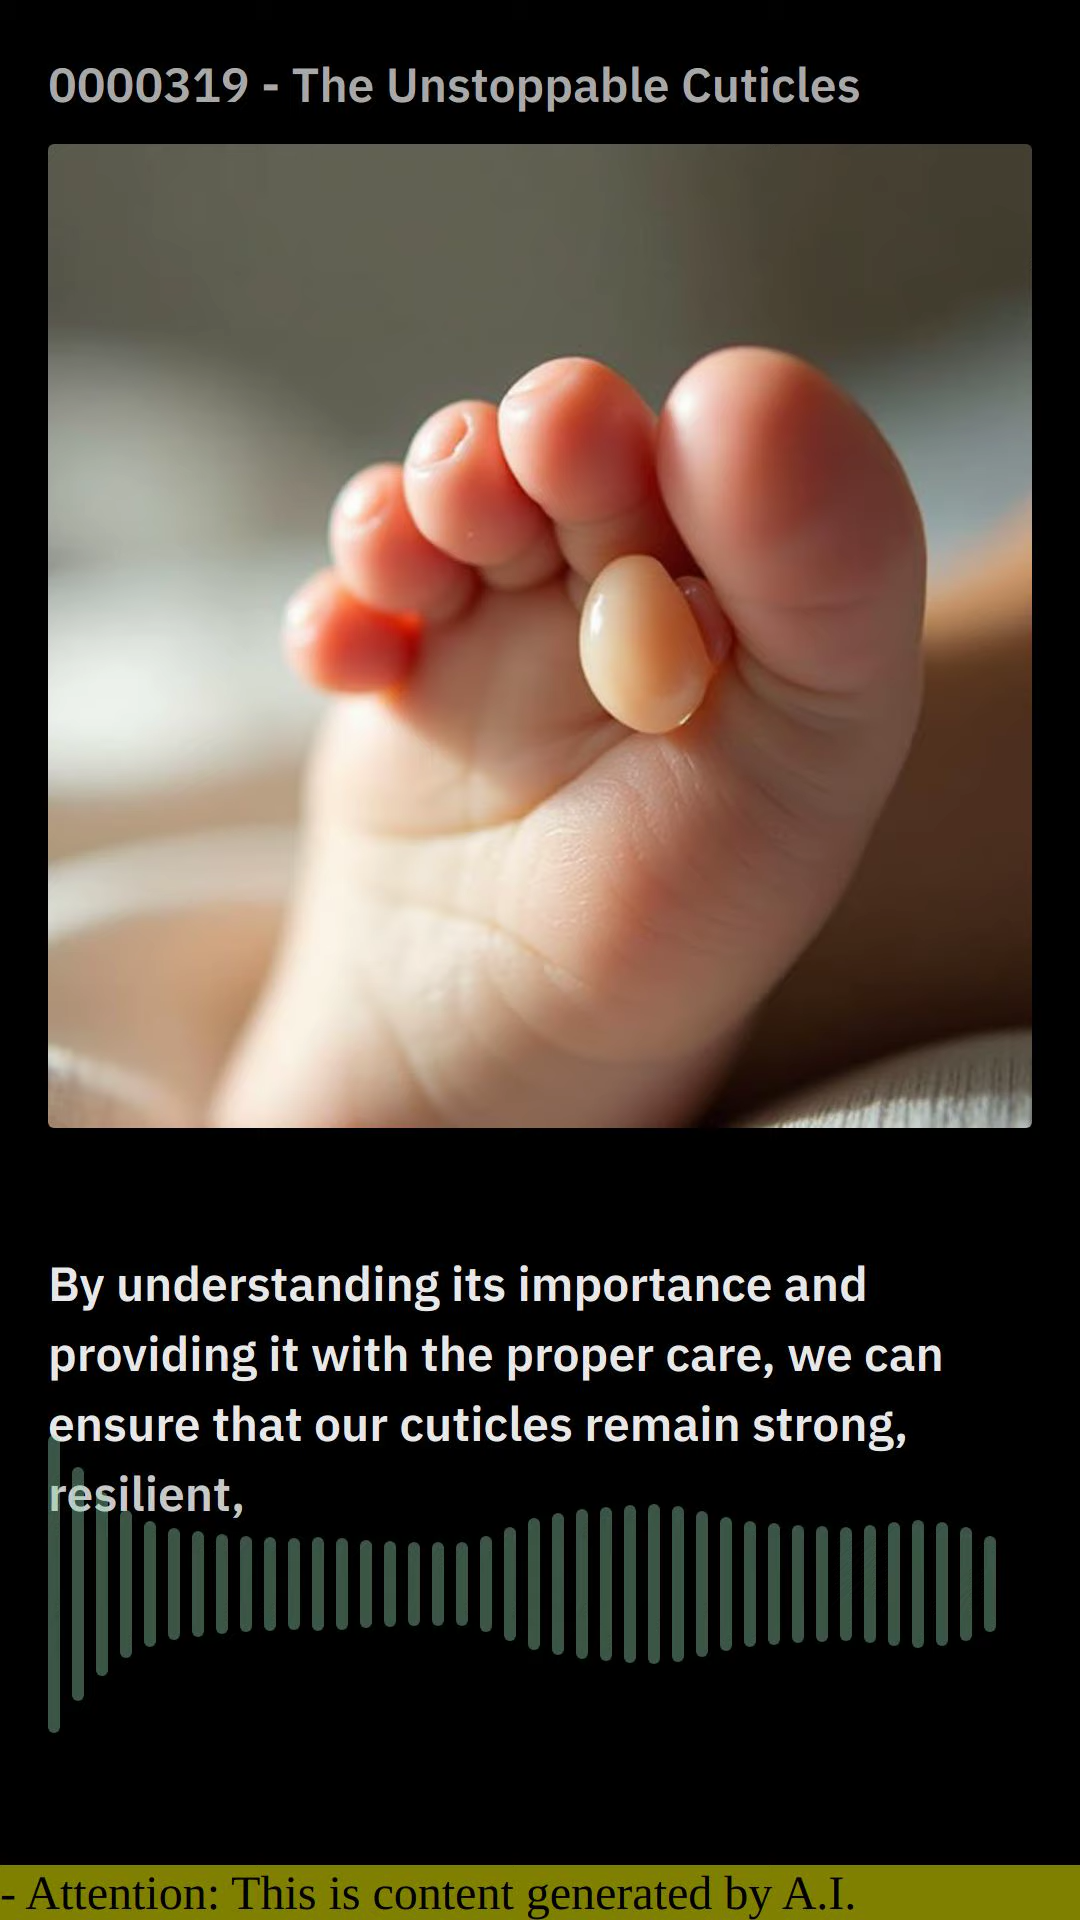 0000319 - The Unstoppable Cuticles
By understanding its importance and
providing it with the proper care, we can
ensure that our cuticles remain strong,
resilient,
- Attention: This is content generated by A.I.